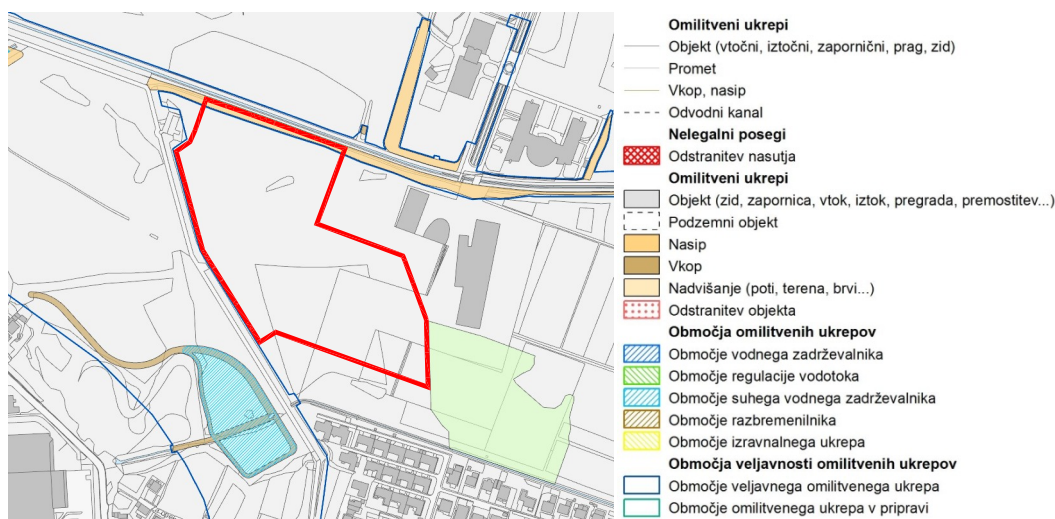 Omilitveni ukrepi
Objekt (vtočni, iztočni, zapornični, prag, zid)
Promet
Vkop, nasip
Odvodni kanal
Nelegalni posegi
Odstranitev nasutja
Omilitveni ukrepi
Objekt (zid, zapornica, vtok, iztok, pregrada, premostitev...)
Podzemni objekt
Nasip
Vkop
Nadvišanje (poti, terena, brvi...)
Odstranitev objekta
Območja omilitvenih ukrepov
Območje vodnega zadrževalnika
Območje regulacije vodotoka
Območje suhega vodnega zadrževalnika
Območje razbremenilnika
Območje izravnalnega ukrepa
Območja veljavnosti omilitvenih ukrepov
Območje veljavnega omilitvenega ukrepa
Območje omilitvenega ukrepa v pripravi